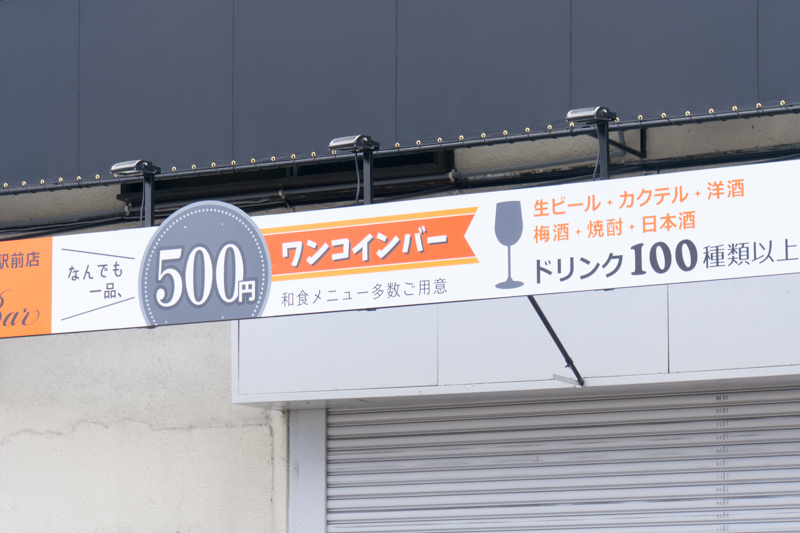 駅前店
Bar
なんでも
一品、
500円
ワンコインバー
和食メニュー多数ご用意
生ビール・カクテル・洋酒
梅酒・焼酎・日本酒
ドリンク100種類以上